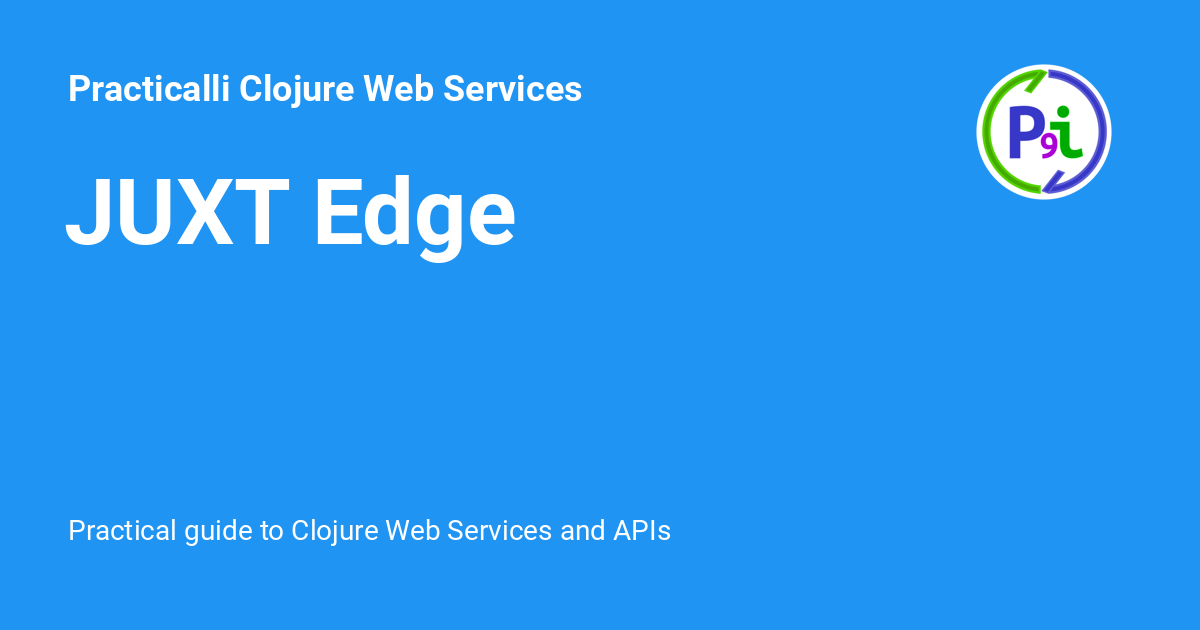 Practicalli Clojure Web Services
P9i
JUXT Edge
Practical guide to Clojure Web Services and APIs